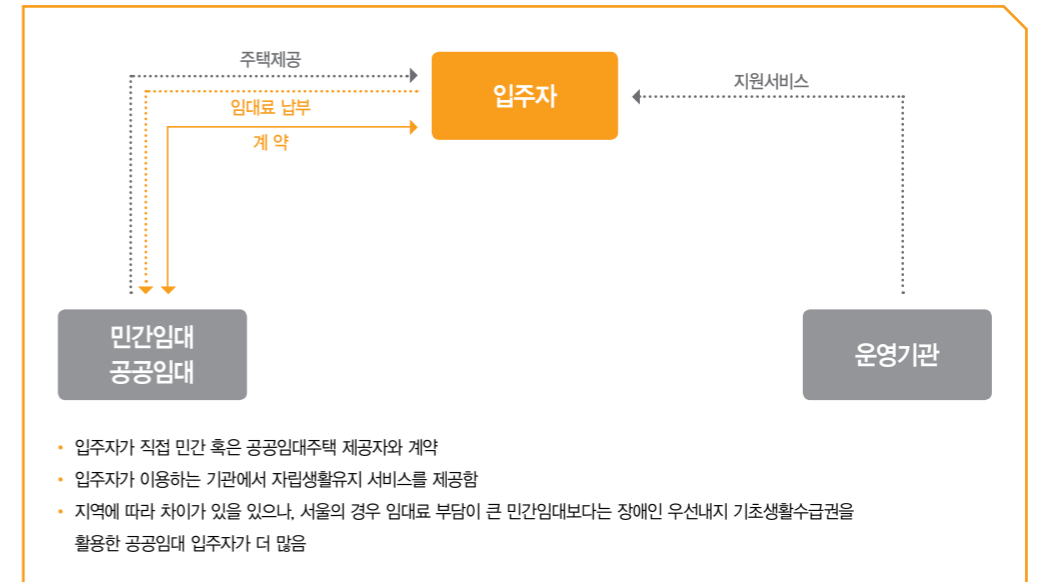 주택제공
입주자
지원서비스
임대료 납부
계 약
민간임대
공공임대
운영기관
• 입주자가 직접 민간 혹은 공공임대주택 제공자와 계약
• 입주자가 이용하는 기관에서 자립생활유지 서비스를 제공함
• 지역에 따라 차이가 있을 있으나, 서울의 경우 임대료 부담이 큰 민간임대보다는 장애인 우선내지 기초생활수급권을
활용한 공공임대 입주자가 더 많음